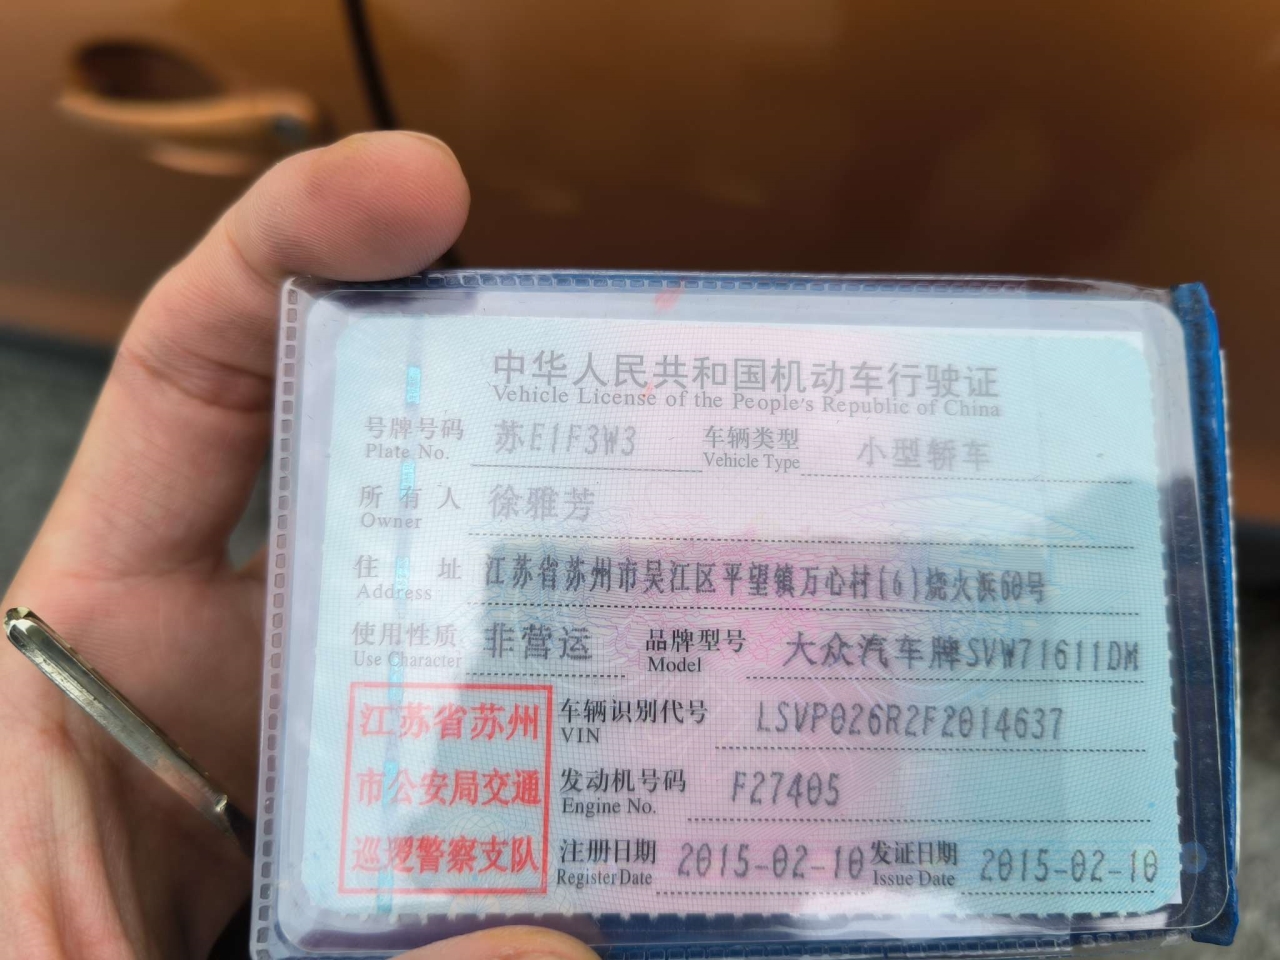 中华人民共和国机动车行驶证
Vehicle License of the People's Republic of China
号牌号码 苏E1F3W3 车辆类型 小型轿车
Plate No. Vehicle Type
所有人 徐雅芳
Owner
住址 江苏省苏州市吴江区平望镇万心村(6)烧火浜60号
Address
使用性质 非营运 品牌型号 大众汽车牌SVW71611DM
Use Character Model
江苏省苏州
市公安局交通
巡逻警察支队
车辆识别代号 LSVP026R2F2014637
VIN
发动机号码 F27405
Engine No.
注册日期 2015-02-10 发证日期 2015-02-10
Register Date Issue Date